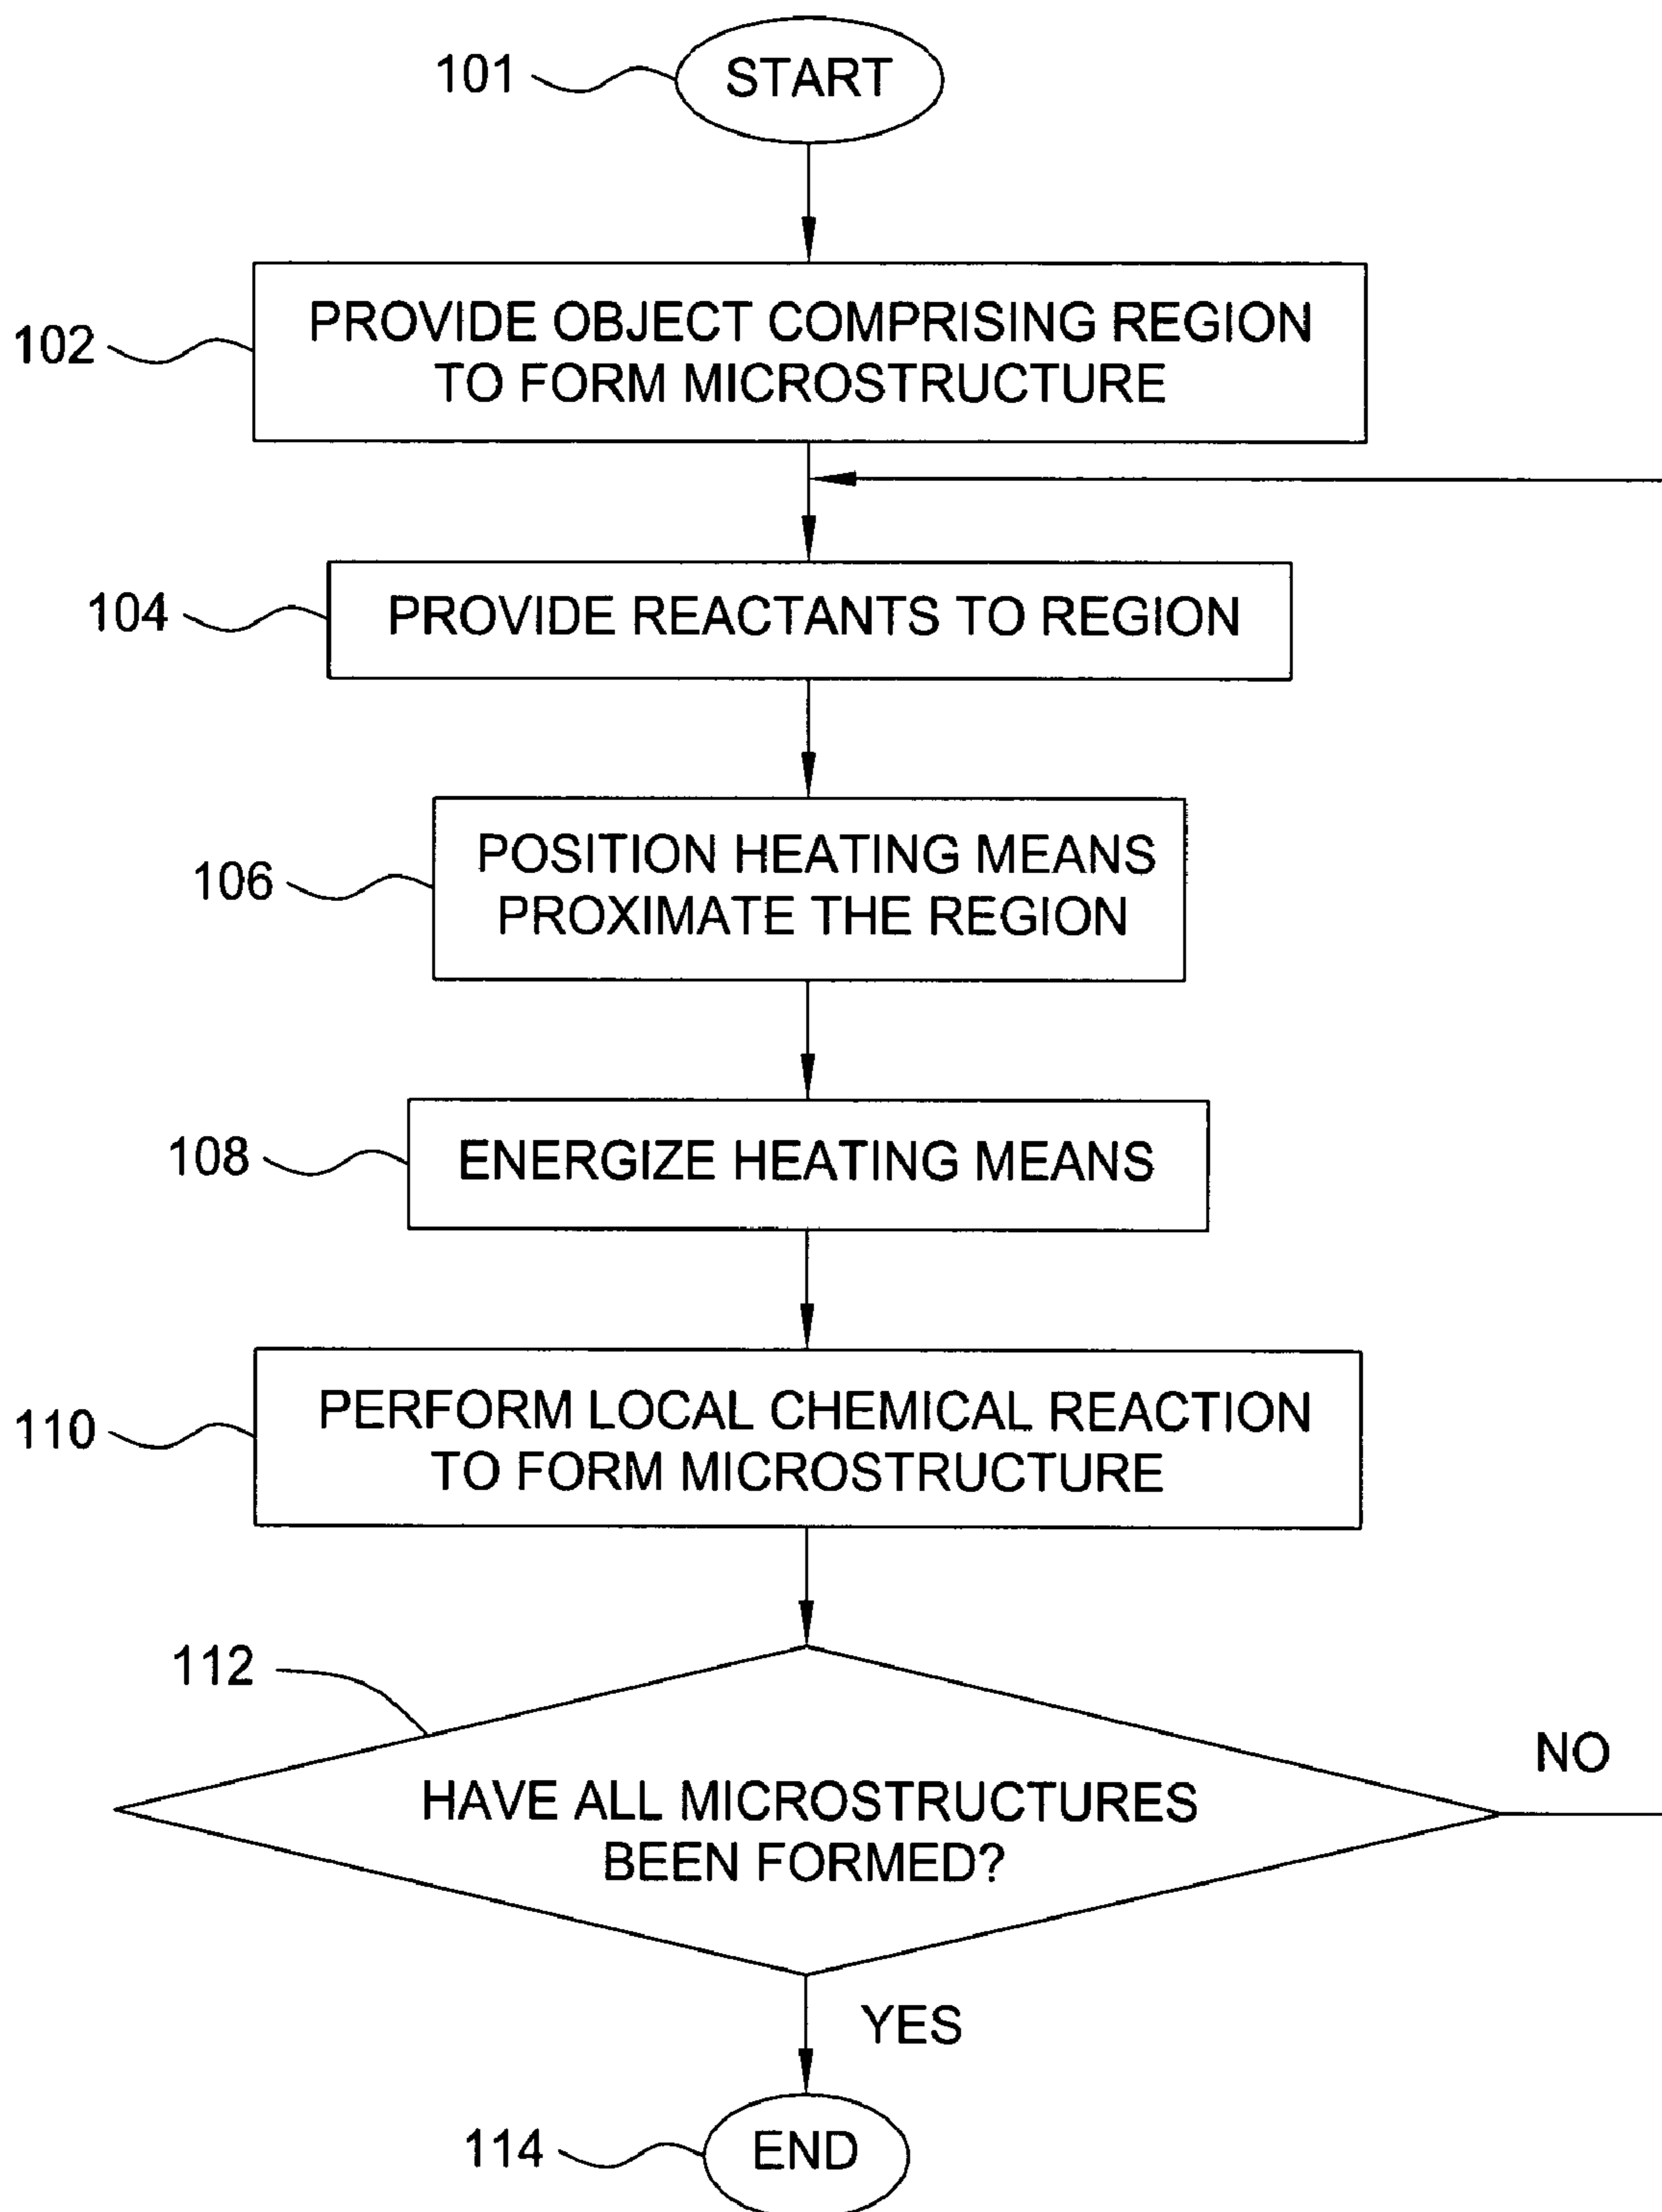 101
START
102
PROVIDE OBJECT COMPRISING REGION
TO FORM MICROSTRUCTURE
104
PROVIDE REACTANTS TO REGION
106
POSITION HEATING MEANS
PROXIMATE THE REGION
108
ENERGIZE HEATING MEANS
110
PERFORM LOCAL CHEMICAL REACTION
TO FORM MICROSTRUCTURE
112
HAVE ALL MICROSTRUCTURES
BEEN FORMED?
NO
YES
114
END